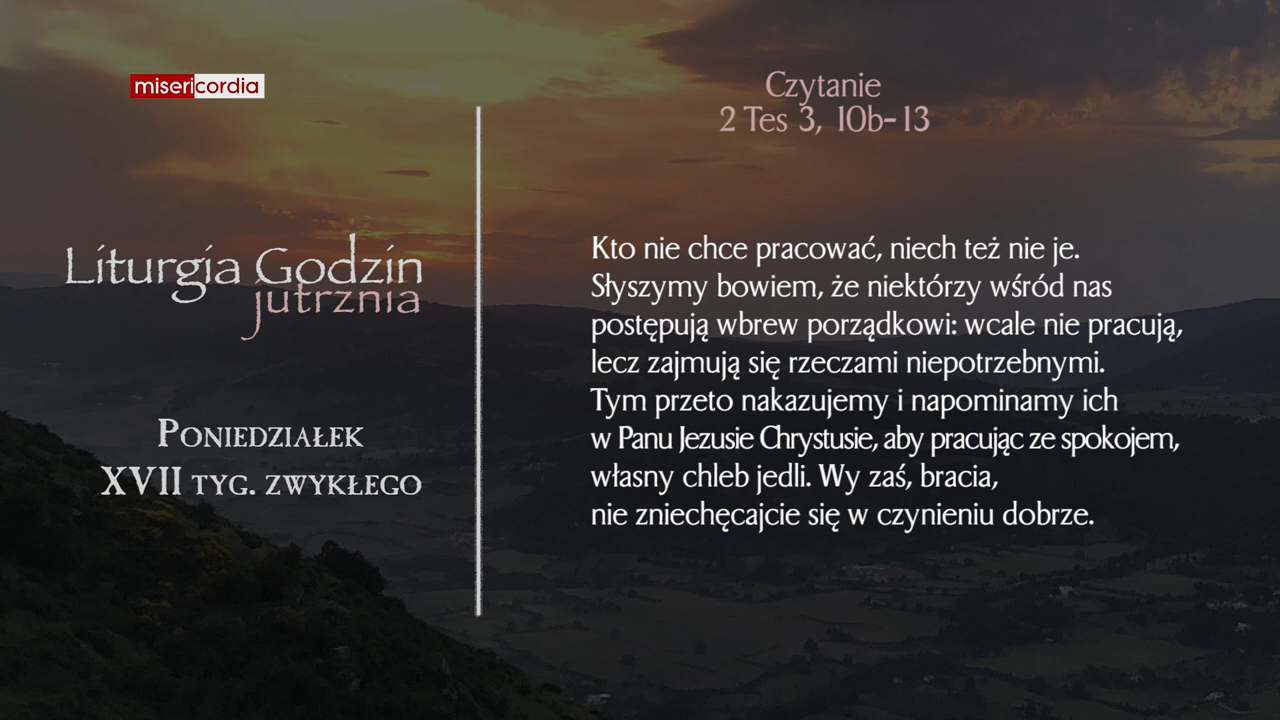 misericordia
Liturgia Godzin
jutrznia
Poniedziałek
XVII tyg. zwykłego
Czytanie
2 Tes 3, 10b-13
Kto nie chce pracować, niech też nie je.
Słyszymy bowiem, że niektórzy wśród nas
postępują wbrew porządkowi: wcale nie pracują,
lecz zajmują się rzeczami niepotrzebnymi.
Tym przeto nakazujemy i napominamy ich
w Panu Jezusie Chrystusie, aby pracując ze spokojem,
własny chleb jedli. Wy zaś, bracia,
nie zniechęcajcie się w czynieniu dobrze.